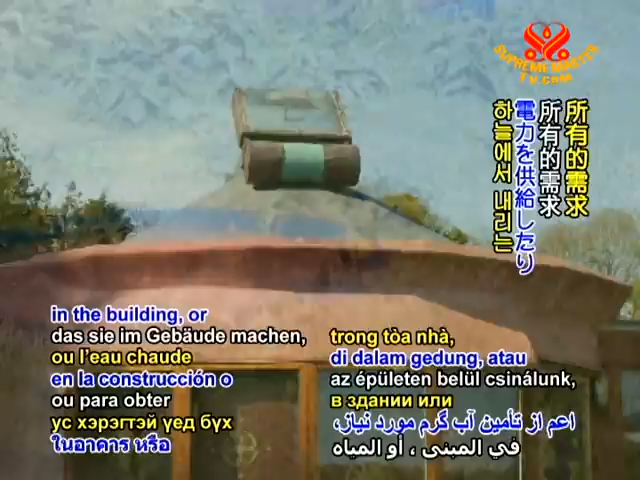 SUPREME MASTER
TV.COM
所有的需求
所有的需求
電力を供給したり
하늘에서 내리는
in the building, or
das sie im Gebäude machen,
ou l'eau chaude
en la construcción o
ou para obter
ус хэрэгтэй үед бүх
ในอาคาร หรือ
trong tòa nhà,
di dalam gedung, atau
az épületen belül csinálunk,
в здании или
اعم از تأمین آب گرم مورد نیاز،
في المبنى ، أو المياه